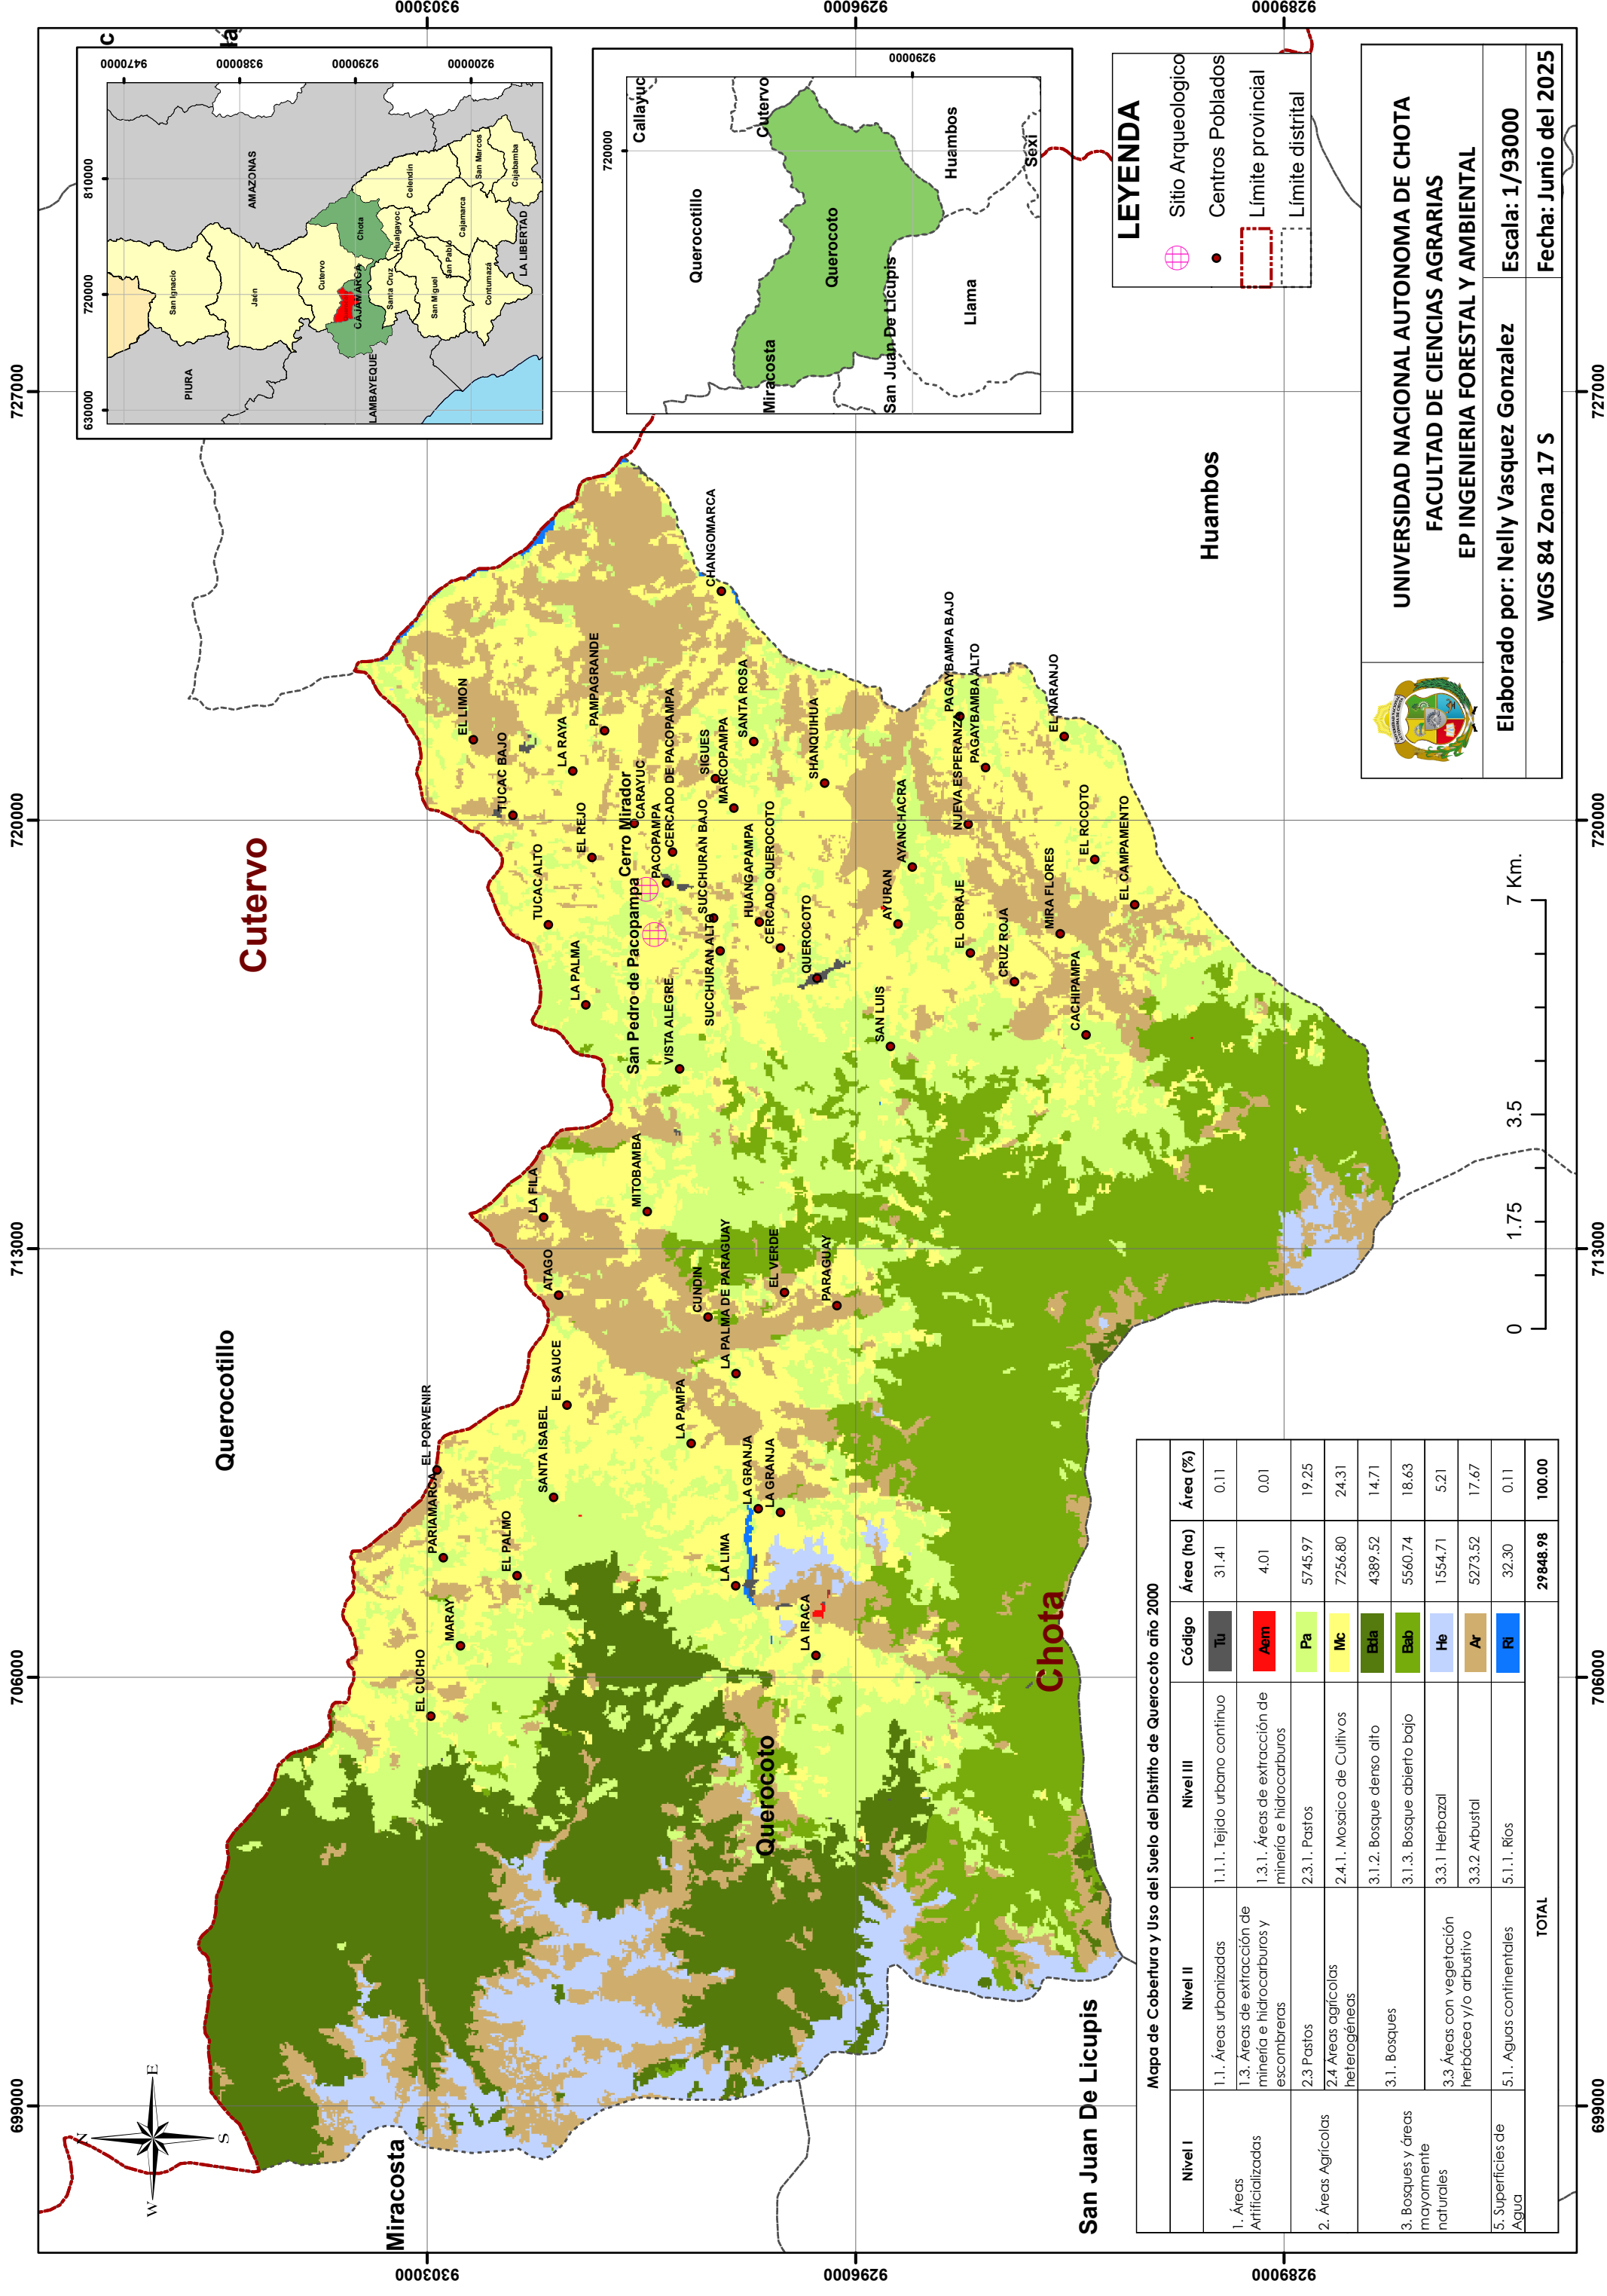 699000
706000
713000
720000
727000
9303000
9296000
9289000
N
W
E
S
Miracosta
Querocotillo
Cutervo
Huambos
San Juan De Licupis
Chota
Querocoto
EL CUCHO
MARAY
PARIAMARCA
EL PORVENIR
EL PALMO
SANTA ISABEL
EL SAUCE
ATAGO
LA FILA
MITOBAMBA
LA PAMPA
CUNDIN
LA PALMA DE PARAGUAY
EL VERDE
PARAGUAY
LA LIMA
LA GRANJA
LA GRANJA
LA IRACA
LA PALMA
TUCAC ALTO
TUCAC BAJO
EL LIMON
EL REJO
LA RAYA
PAMPAGRANDE
Cerro Mirador
CARAYUC
San Pedro de Pacopampa
PACOPAMPA
CERCADO DE PACOPAMPA
VISTA ALEGRE
SUCCHURAN ALTO
SUCCHURAN BAJO
SIGUES
MARCOPAMPA
SANTA ROSA
CHANGOMARCA
HUANGAPAMPA
CERCADO QUEROCOTO
QUEROCOTO
SHANQUIHUA
SAN LUIS
AYURAN
AYANCHACRA
EL OBRAJE
NUEVA ESPERANZA
PAGAYBAMPA BAJO
PAGAYBAMBA ALTO
CRUZ ROJA
MIRA FLORES
CACHIPAMPA
EL NARANJO
EL ROCOTO
EL CAMPAMENTO
630000
720000
810000
9470000
9380000
9290000
9200000
PIURA
AMAZONAS
LAMBAYEQUE
LA LIBERTAD
CAJAMARCA
San Ignacio
Jaén
Cutervo
Chota
Santa Cruz
Hualgayoc
Celendín
San Miguel
San Pablo
Cajamarca
San Marcos
Contumazá
Cajabamba
720000
9290000
Callayuc
Querocotillo
Cutervo
Miracosta
Querocoto
Huambos
San Juan De Licupis
Llama
Sexi
LEYENDA
Sitio Arqueologico
Centros Poblados
Límite provincial
Límite distrital
UNIVERSIDAD NACIONAL AUTONOMA DE CHOTA
FACULTAD DE CIENCIAS AGRARIAS
EP INGENIERIA FORESTAL Y AMBIENTAL
Elaborado por: Nelly Vasquez Gonzalez
Escala: 1/93000
WGS 84 Zona 17 S
Fecha: Junio del 2025
0 1.75 3.5 7 Km.
Mapa de Cobertura y Uso del Suelo del Distrito de Querocoto año 2000
Nivel I Nivel II Nivel III Código Área (ha) Área (%)
1. Áreas Artificializadas 1.1. Áreas urbanizadas 1.1.1. Tejido urbano continuo Tu 31.41 0.11
1.3. Áreas de extracción de minería e hidrocarburos y escombreras 1.3.1. Áreas de extracción de minería e hidrocarburos Aem 4.01 0.01
2. Áreas Agrícolas 2.3 Pastos 2.3.1. Pastos Pa 5745.97 19.25
2.4 Áreas agrícolas heterogéneas 2.4.1. Mosaico de Cultivos Mc 7256.80 24.31
3. Bosques y áreas mayormente naturales 3.1. Bosques 3.1.2. Bosque denso alto Bda 4389.52 14.71
3.1.3. Bosque abierto bajo Bab 5560.74 18.63
3.3 Áreas con vegetación herbácea y/o arbustivo 3.3.1 Herbazal He 1554.71 5.21
3.3.2 Arbustal Ar 5273.52 17.67
5. Superficies de Agua 5.1. Aguas continentales 5.1.1. Ríos Ri 32.30 0.11
TOTAL 29848.98 100.00